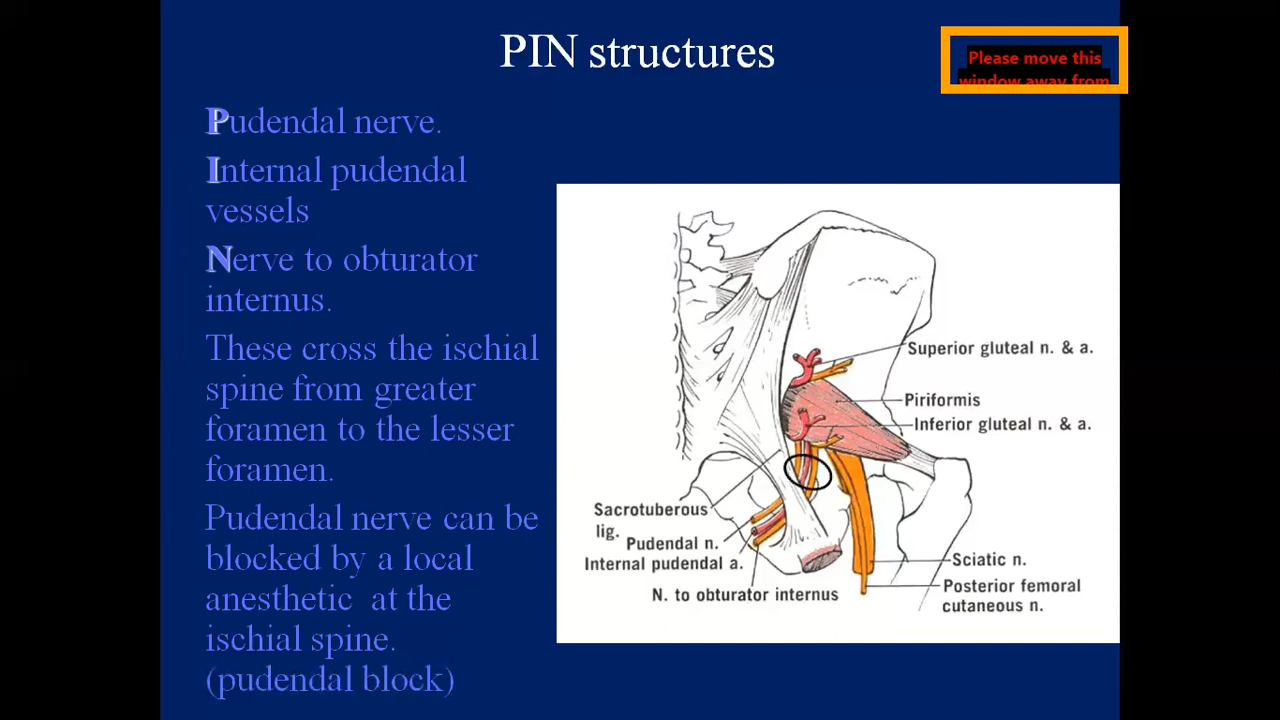 PIN structures
Please move this
window away from
Pudendal nerve.
Internal pudendal
vessels
Nerve to obturator
internus.
These cross the ischial
spine from greater
foramen to the lesser
foramen.
Pudendal nerve can be
blocked by a local
anesthetic at the
ischial spine.
(pudendal block)
Superior gluteal n. & a.
Piriformis
Inferior gluteal n. & a.
Sacrotuberous
lig.
Pudendal n.
Internal pudendal a.
N. to obturator internus
Sciatic n.
Posterior femoral
cutaneous n.